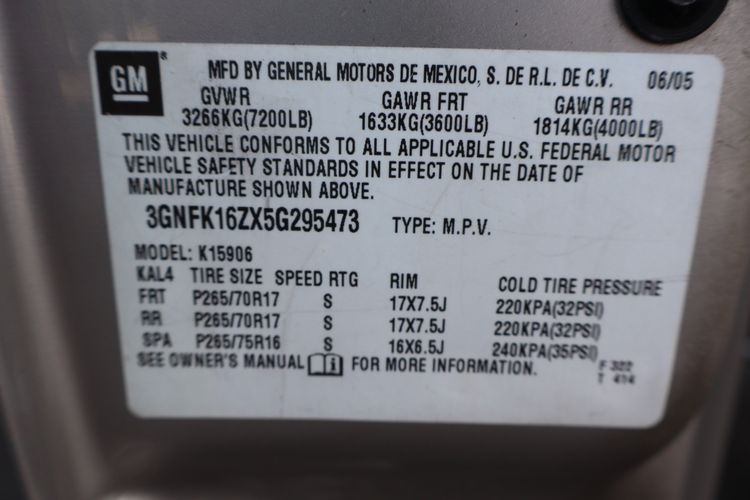 GM
MFD BY GENERAL MOTORS DE MEXICO, S. DE R.L. DE C.V. 06/05
GVWR GAWR FRT GAWR RR
3266KG(7200LB) 1633KG(3600LB) 1814KG(4000LB)
THIS VEHICLE CONFORMS TO ALL APPLICABLE U.S. FEDERAL MOTOR
VEHICLE SAFETY STANDARDS IN EFFECT ON THE DATE OF
MANUFACTURE SHOWN ABOVE.
3GNFK16ZX5G295473 TYPE: M.P.V.
MODEL: K15906
KAL4 TIRE SIZE SPEED RTG RIM COLD TIRE PRESSURE
FRT P265/70R17 S 17X7.5J 220KPA(32PSI)
RR P265/70R17 S 17X7.5J 220KPA(32PSI)
SPA P265/75R16 S 16X6.5J 240KPA(35PSI)
SEE OWNER'S MANUAL FOR MORE INFORMATION.
F 322
T 414